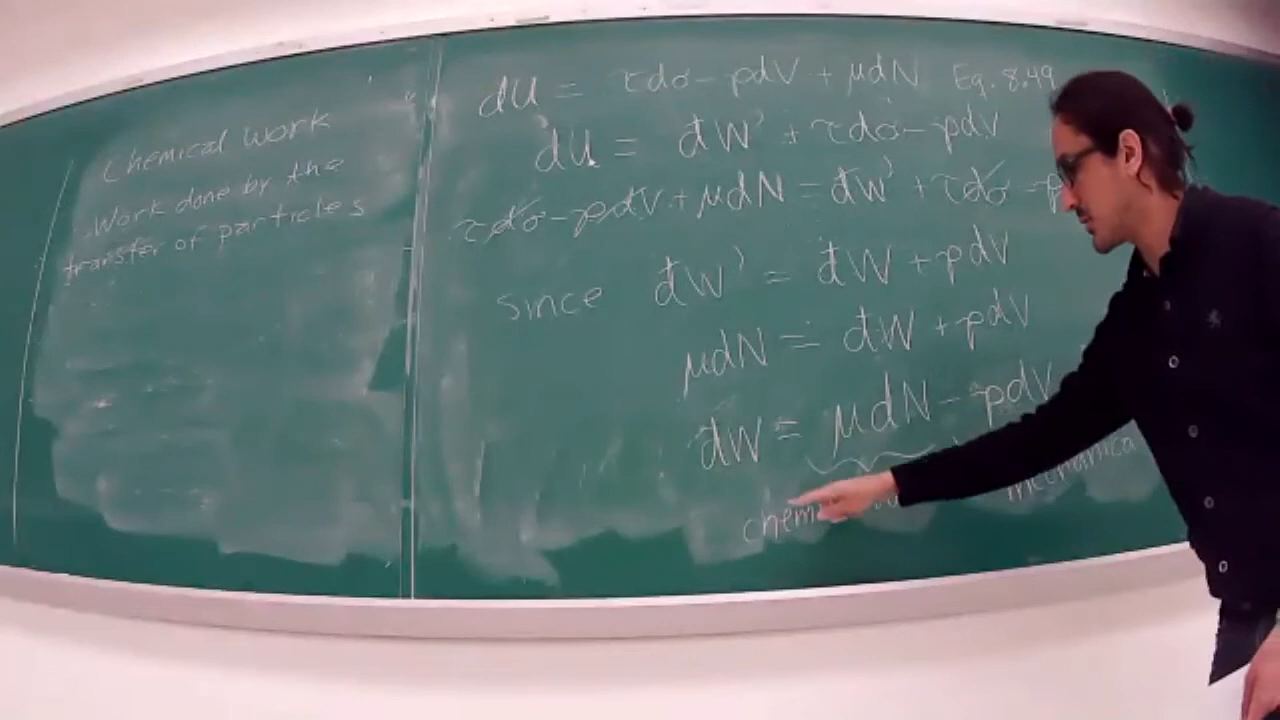 Chemical work
Work done by the
transfer of particles
dU = τdσ - pdV + μdN Eq. 8.49
dU = đW' + τdσ - pdV
τdσ - pdV + μdN = đW' + τdσ - p
since đW' = đW + pdV
μdN = đW + pdV
đW = μdN - pdV
chem mechanica